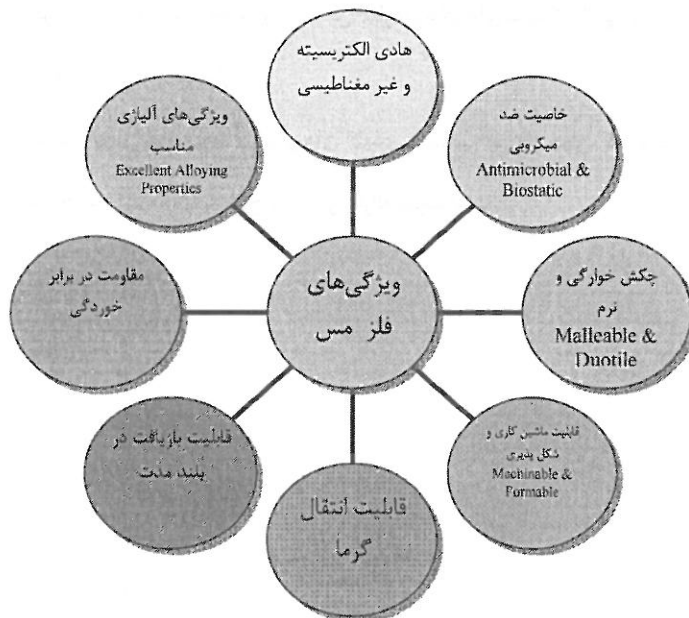 هادی الکتریسیته
و غیر مغناطیسی
خاصیت ضد
میکروبی
Antimicrobial &
Biostatic
چکش خوارگی و
نرم
Malleable &
Duotile
قابلیت ماشین کاری و
شکل پذیری
Machinable &
Formable
قابلیت انتقال
گرما
قابلیت بازیافت در
بلند مدت
مقاومت در برابر
خوردگی
ویژگی‌های آلیاژی
مناسب
Excellent Alloying
Properties
ویژگی‌های
فلز مس